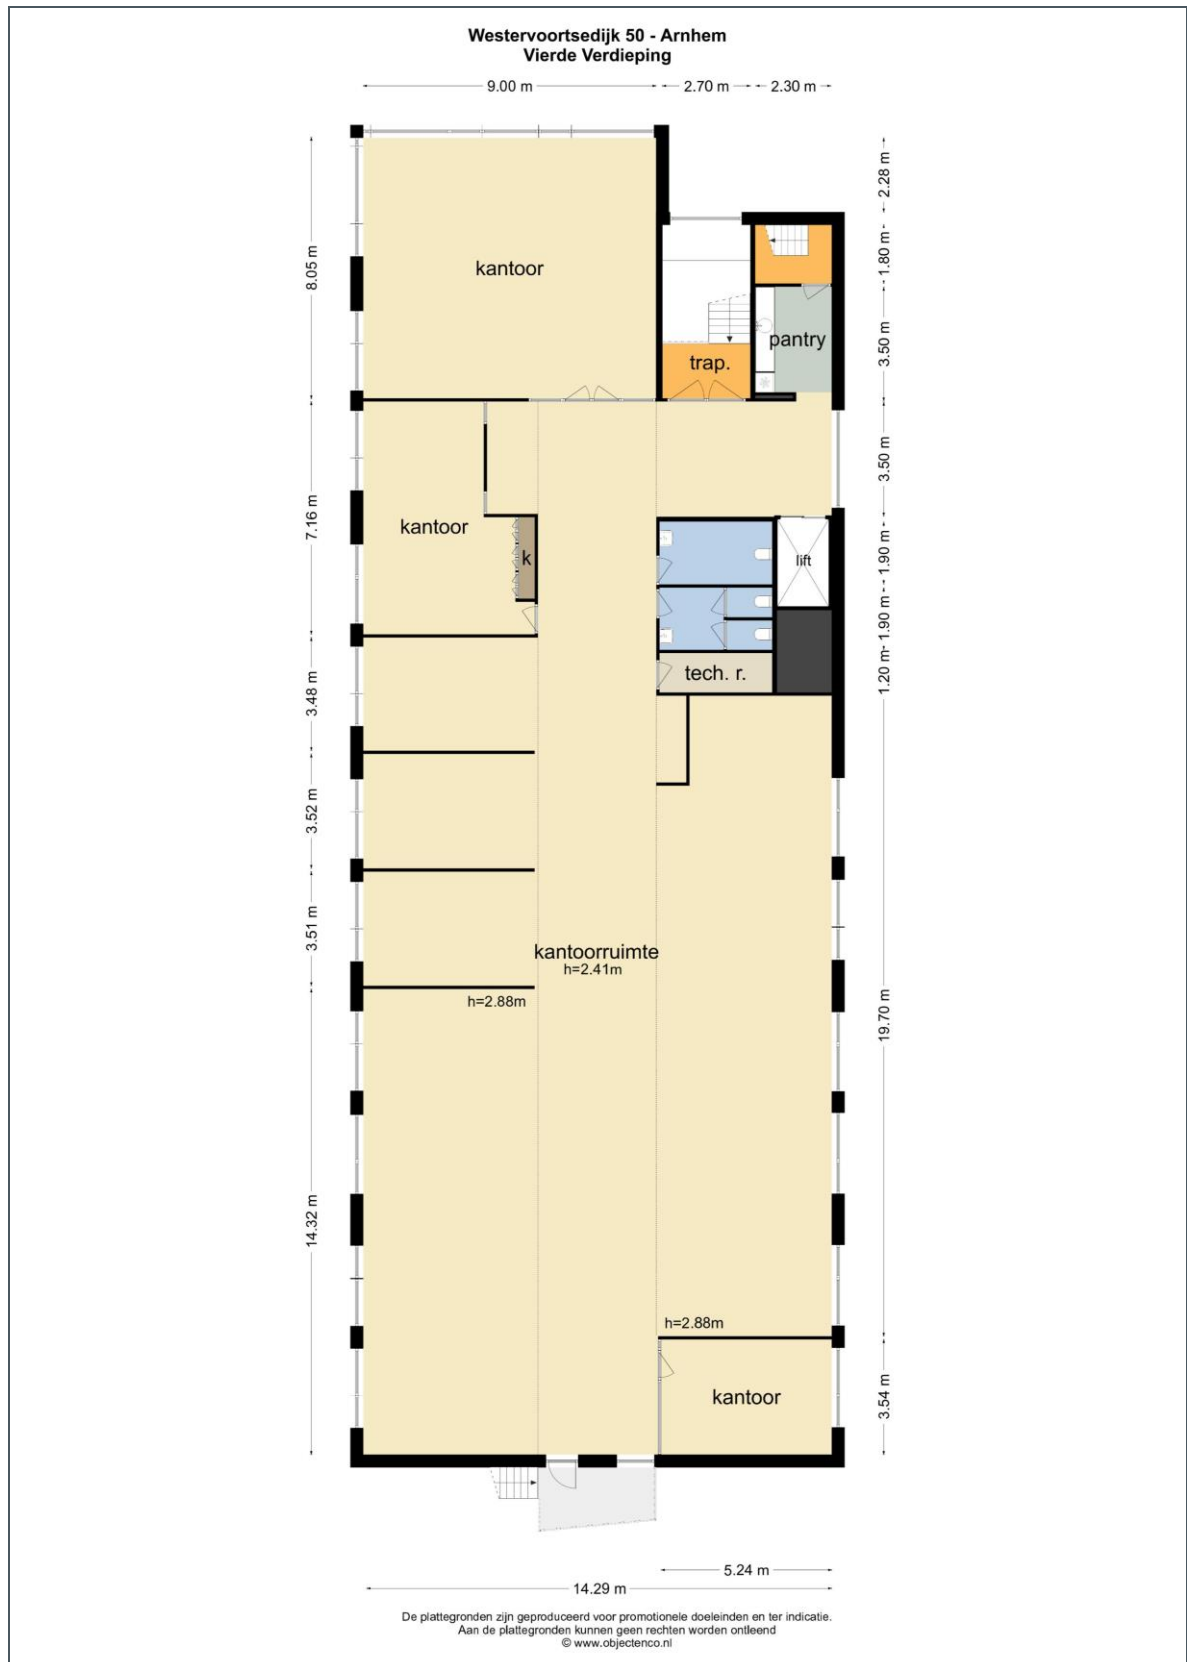 Westervoortsedijk 50 - Arnhem
Vierde Verdieping
9.00 m
2.70 m
2.30 m
8.05 m
7.16 m
3.48 m
3.52 m
3.51 m
14.32 m
2.28 m
1.80 m
3.50 m
3.50 m
1.90 m
1.90 m
1.20 m
19.70 m
3.54 m
kantoor
trap.
pantry
kantoor
k
lift
tech. r.
kantoorruimte
h=2.41m
h=2.88m
h=2.88m
kantoor
5.24 m
14.29 m
De plattegronden zijn geproduceerd voor promotionele doeleinden en ter indicatie.
Aan de plattegronden kunnen geen rechten worden ontleend
© www.objectenco.nl